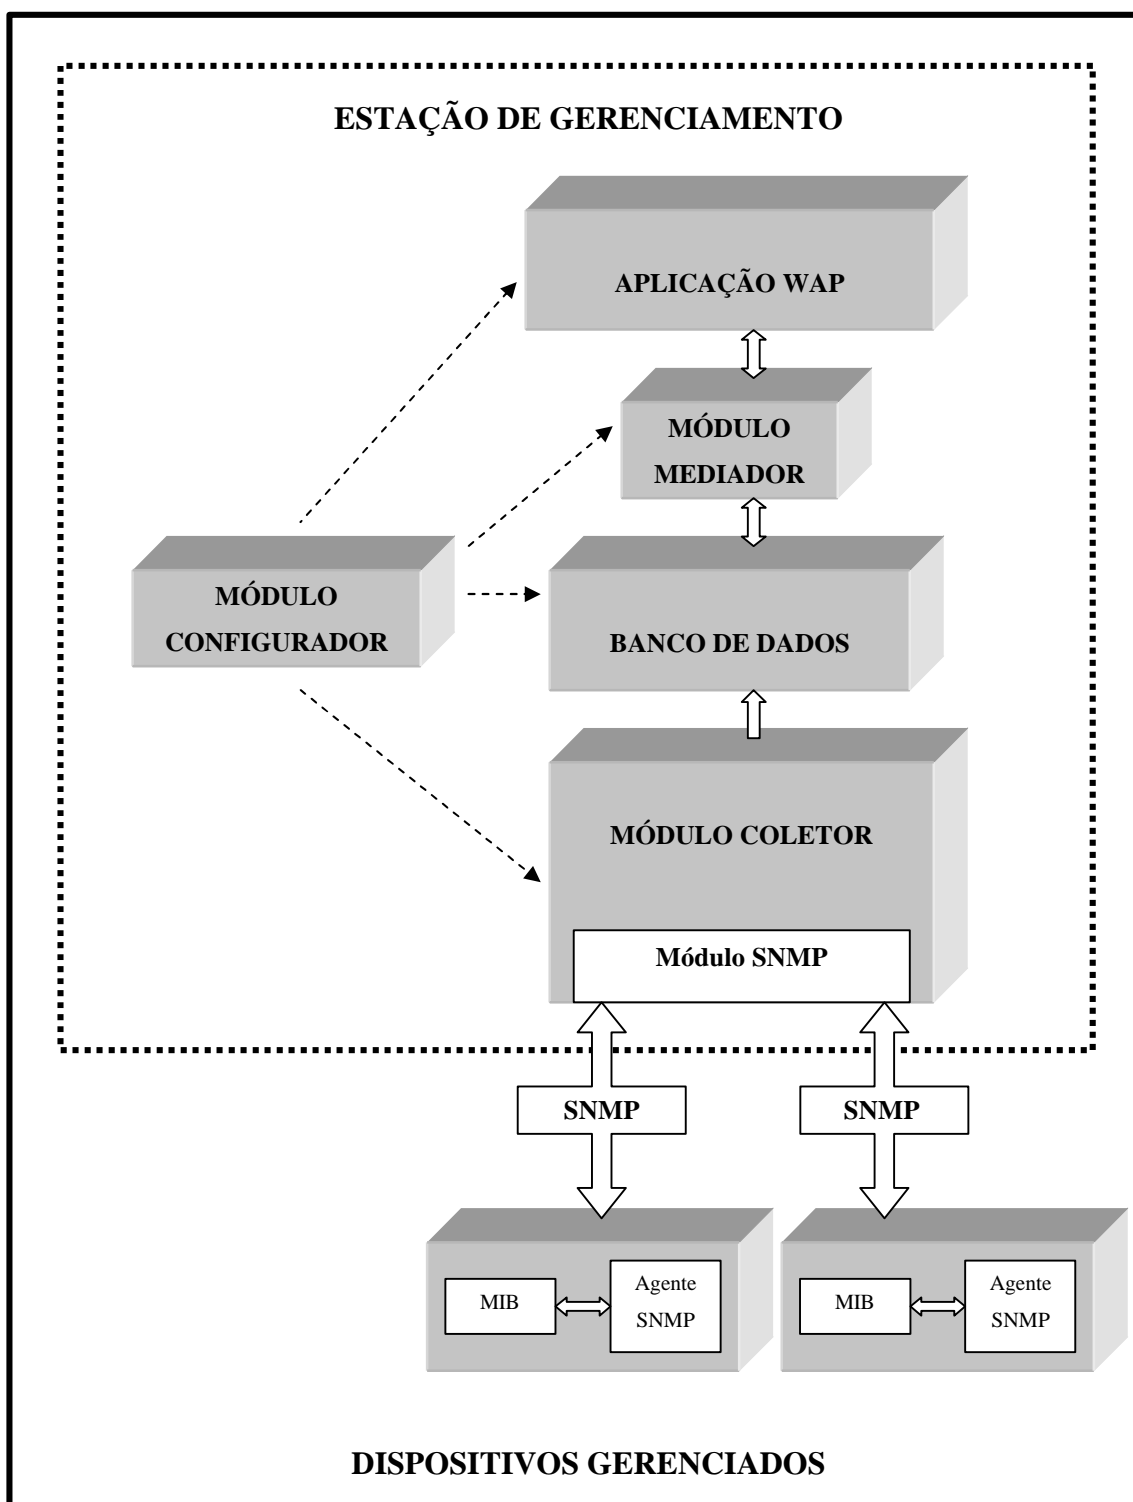 ESTAÇÃO DE GERENCIAMENTO
APLICAÇÃO WAP
MÓDULO
MEDIADOR
MÓDULO
CONFIGURADOR
BANCO DE DADOS
MÓDULO COLETOR
Módulo SNMP
SNMP
SNMP
MIB
Agente
SNMP
MIB
Agente
SNMP
DISPOSITIVOS GERENCIADOS